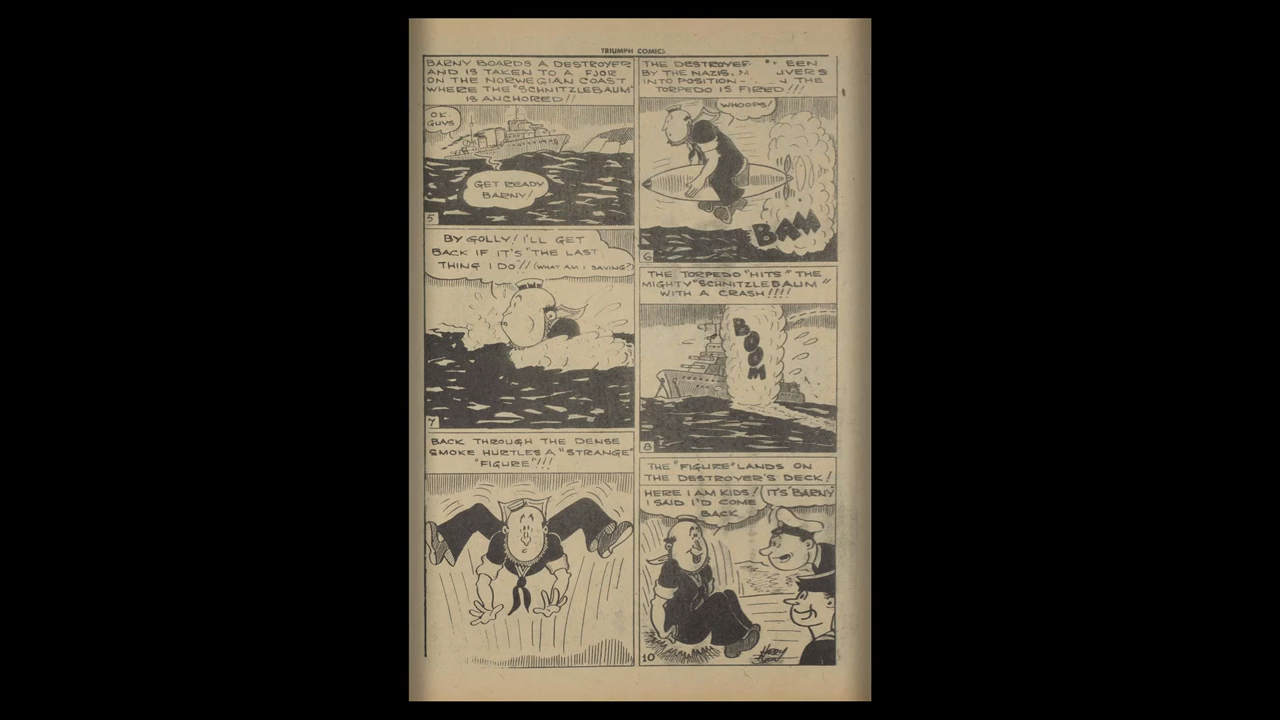 TRIUMPH COMICS
BARNY BOARDS A DESTROYER
AND IS TAKEN TO A FJOR
ON THE NORWEGIAN COAST
WHERE THE "SCHNITZLEBAUM"
IS ANCHORED!!
O.K.
GUYS
GET READY
BARNY!
5
THE DESTROYER EEN
BY THE NAZIS. M UVERS
INTO POSITION - THE
TORPEDO IS FIRED!!!
WHOOPS!
BAM
6
BY GOLLY! I'LL GET
BACK IF IT'S "THE LAST
THING I DO"!! (WHAT AM I SAYING?)
7
THE TORPEDO "HITS" THE
MIGHTY "SCHNITZLEBAUM"
WITH A CRASH!!!!
BOOM
8
BACK THROUGH THE DENSE
SMOKE HURTLES A "STRANGE"
"FIGURE"!!!
THE "FIGURE" LANDS ON
THE DESTROYER'S DECK!
HERE I AM KIDS!
I SAID I'D COME
BACK
IT'S "BARNY"
10